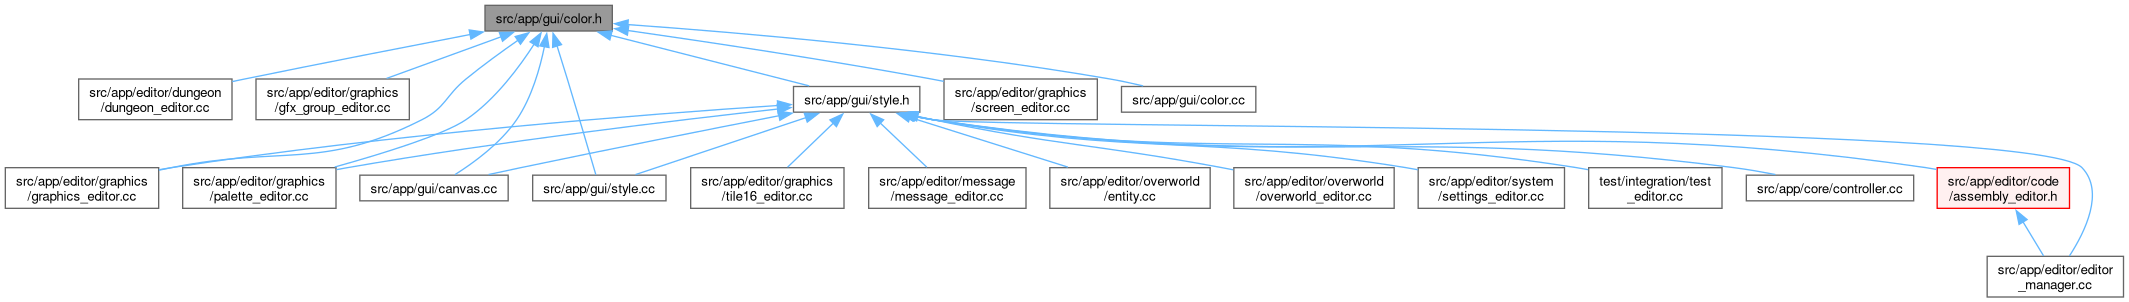 src/app/gui/color.h
src/app/editor/dungeon
/dungeon_editor.cc
src/app/editor/graphics
/gfx_group_editor.cc
src/app/gui/style.h
src/app/editor/graphics
/screen_editor.cc
src/app/gui/color.cc
src/app/editor/graphics
/graphics_editor.cc
src/app/editor/graphics
/palette_editor.cc
src/app/gui/canvas.cc
src/app/gui/style.cc
src/app/editor/graphics
/tile16_editor.cc
src/app/editor/message
/message_editor.cc
src/app/editor/overworld
/entity.cc
src/app/editor/overworld
/overworld_editor.cc
src/app/editor/system
/settings_editor.cc
test/integration/test
_editor.cc
src/app/core/controller.cc
src/app/editor/code
/assembly_editor.h
src/app/editor/editor
_manager.cc